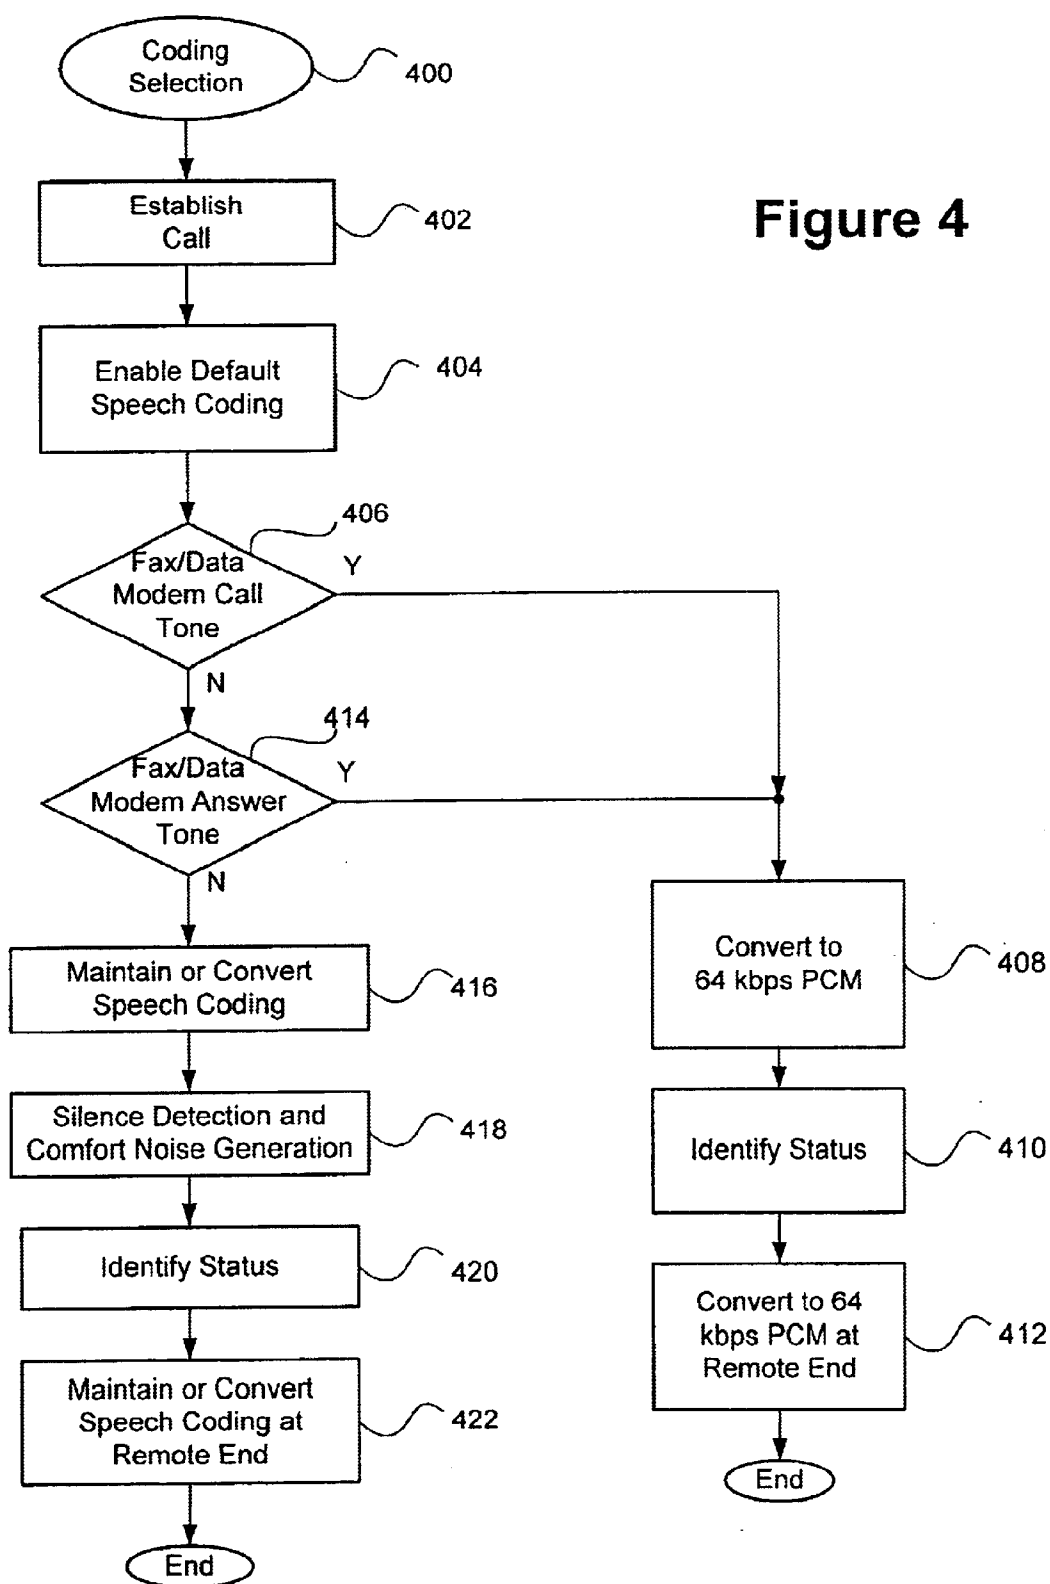 Coding
Selection
400
Establish
Call
402
Figure 4
Enable Default
Speech Coding
404
406
Fax/Data
Modem Call
Tone
Y
N
414
Fax/Data
Modem Answer
Tone
Y
N
Maintain or Convert
Speech Coding
416
Silence Detection and
Comfort Noise Generation
418
Identify Status
420
Maintain or Convert
Speech Coding at
Remote End
422
End
Convert to
64 kbps PCM
408
Identify Status
410
Convert to 64
kbps PCM at
Remote End
412
End